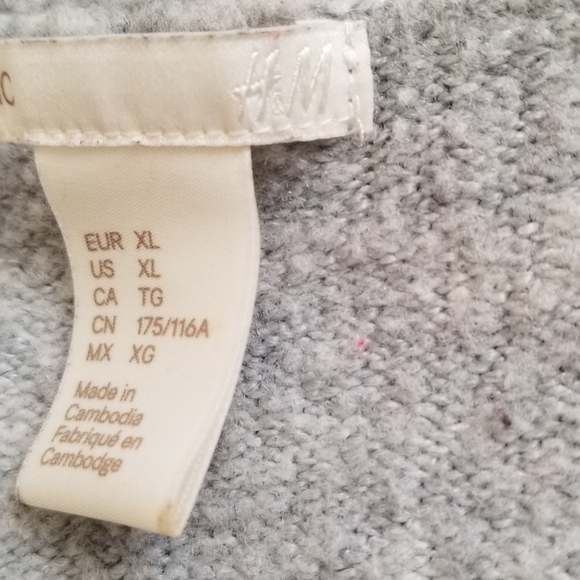 H&M
EUR XL
US XL
CA TG
CN 175/116A
MX XG
Made in
Cambodia
Fabriqué en
Cambodge